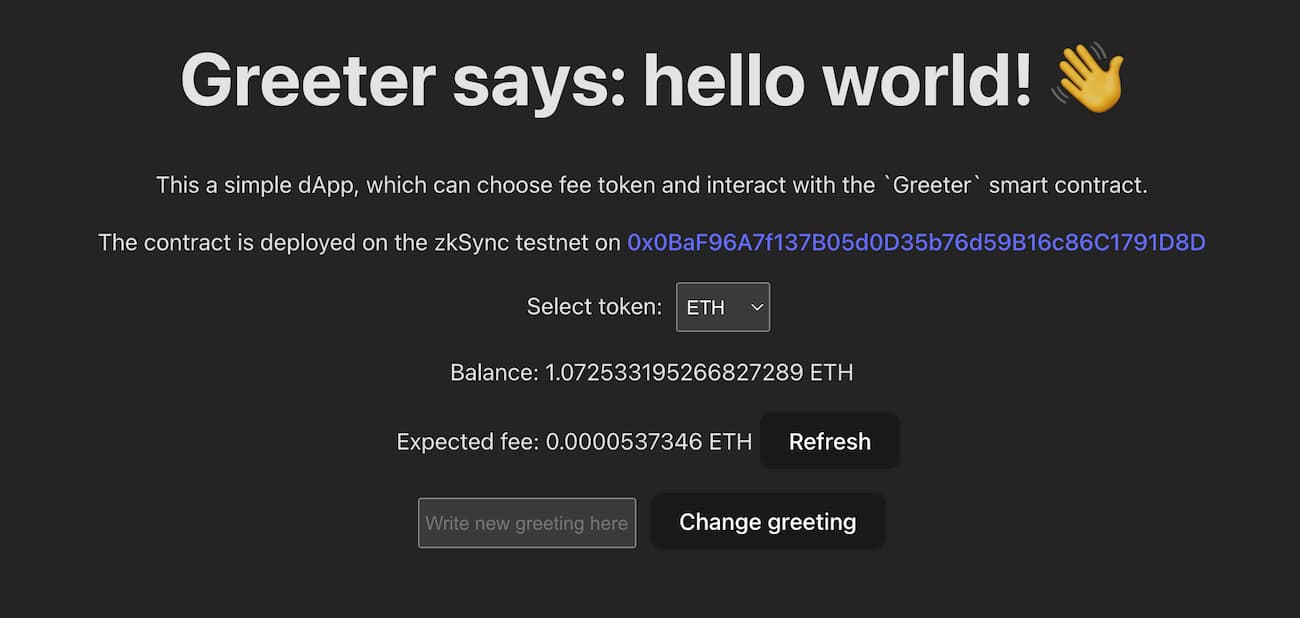 Greeter says: hello world! 👋
This a simple dApp, which can choose fee token and interact with the `Greeter` smart contract.
The contract is deployed on the zkSync testnet on 0x0BaF96A7f137B05d0D35b76d59B16c86C1791D8D
Select token: ETH
Balance: 1.072533195266827289 ETH
Expected fee: 0.0000537346 ETH Refresh
Write new greeting here Change greeting